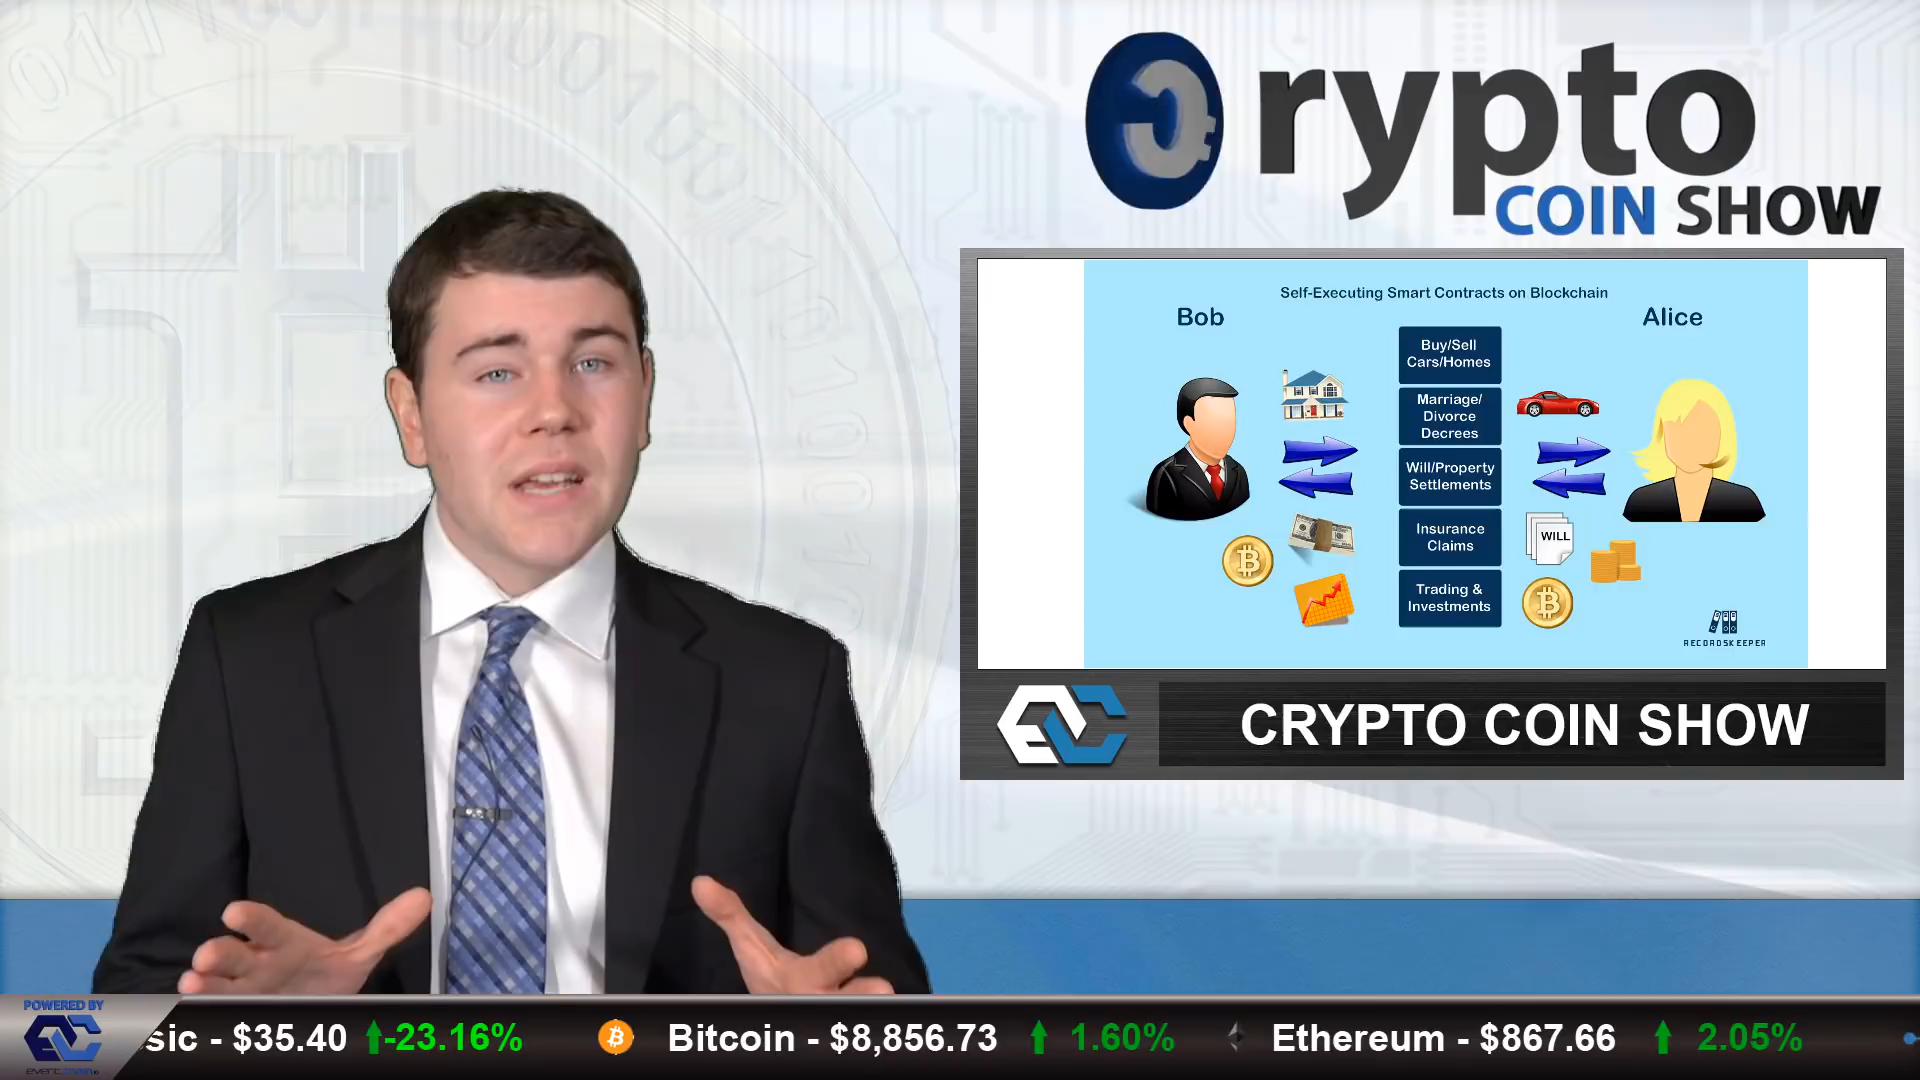 Crypto
COIN SHOW
Self-Executing Smart Contracts on Blockchain
Bob
Alice
Buy/Sell
Cars/Homes
Marriage/
Divorce
Decrees
Will/Property
Settlements
Insurance
Claims
Trading &
Investments
WILL
RECORDSKEEPER
CRYPTO COIN SHOW
POWERED BY
sic - $35.40 -23.16% Bitcoin - $8,856.73 1.60% Ethereum - $867.66 2.05%